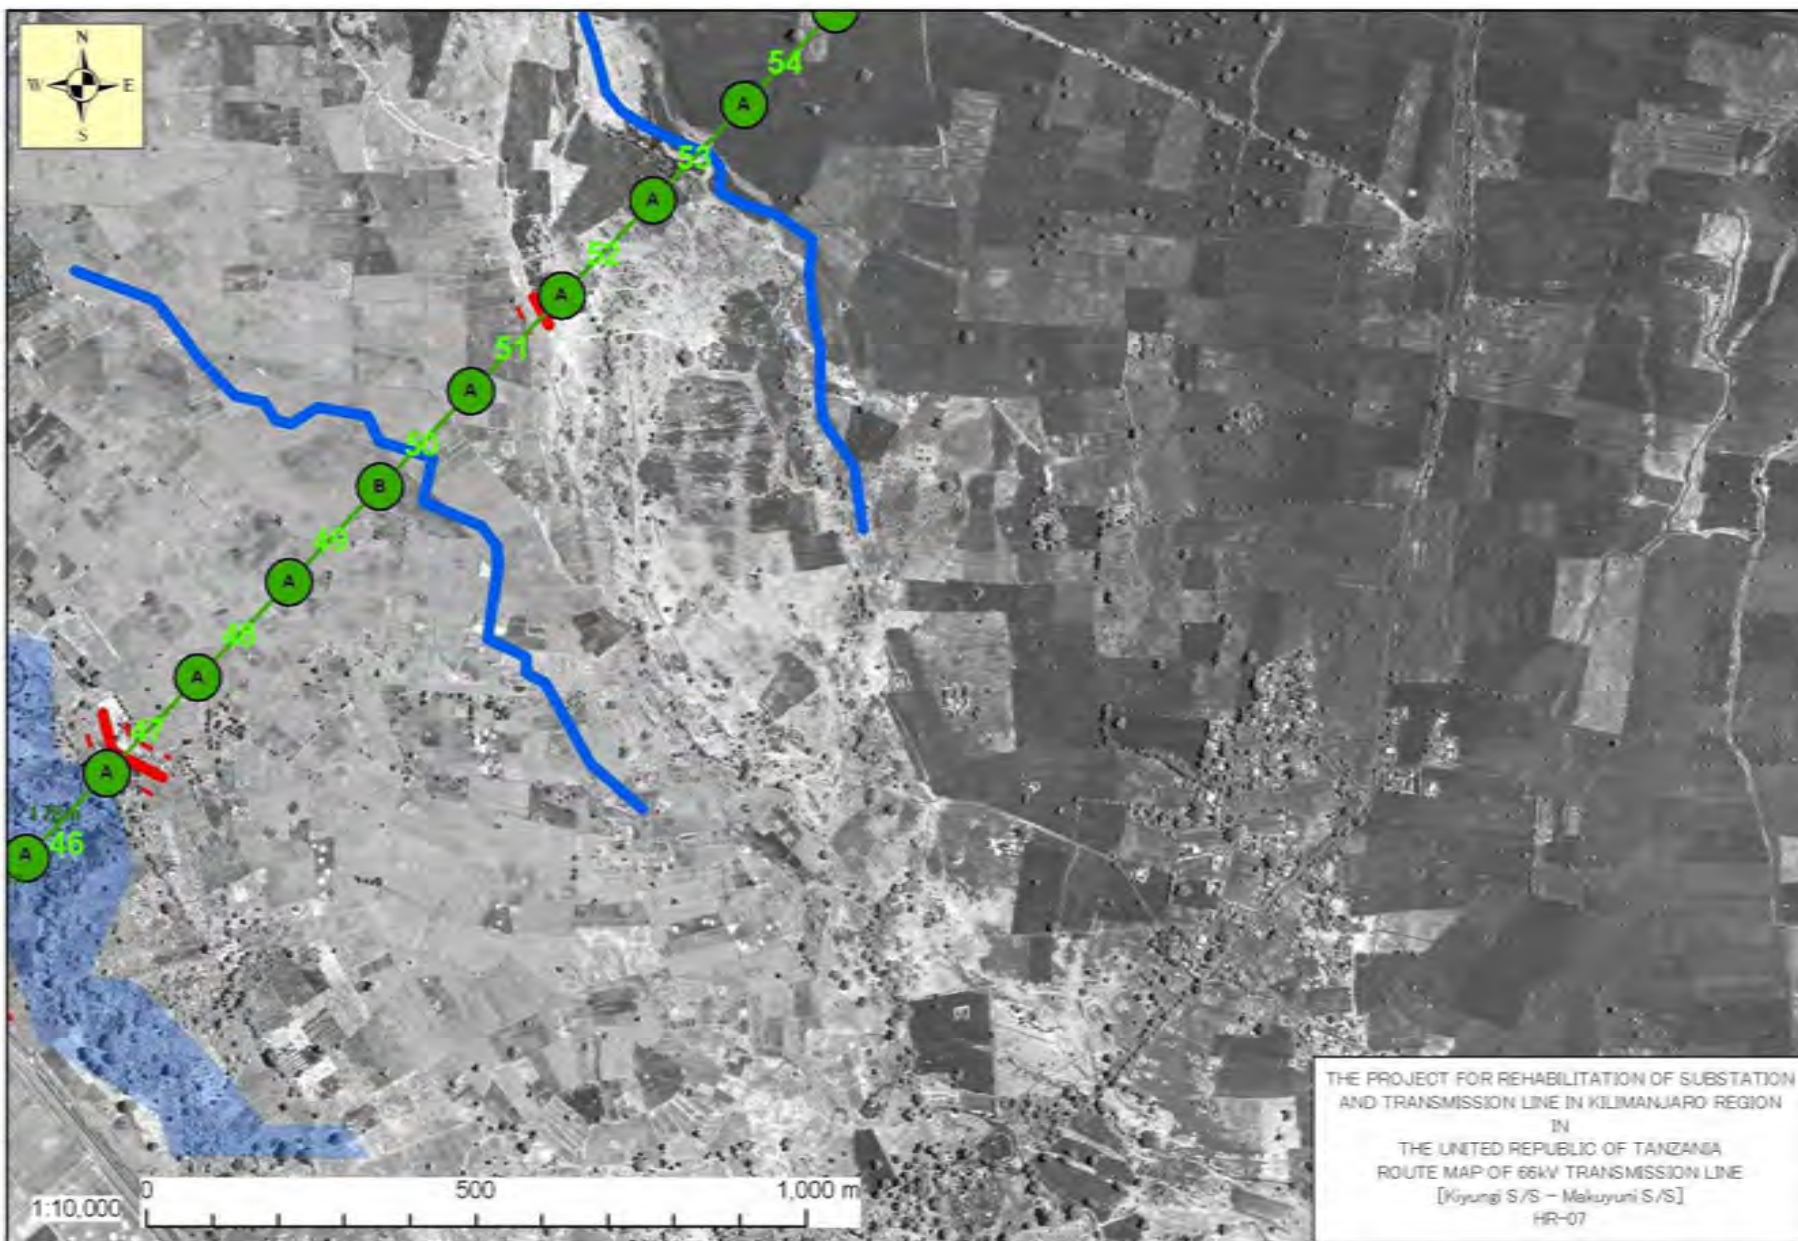 N
W E
S
54
A
53
A
52
A
51
A
50
B
49
A
48
A
47
A
46
A
0 500 1,000 m
1:10,000
THE PROJECT FOR REHABILITATION OF SUBSTATION
AND TRANSMISSION LINE IN KILIMANJARO REGION
IN
THE UNITED REPUBLIC OF TANZANIA
ROUTE MAP OF 66kV TRANSMISSION LINE
[Kiyungi S/S - Makuyuni S/S]
HR-07